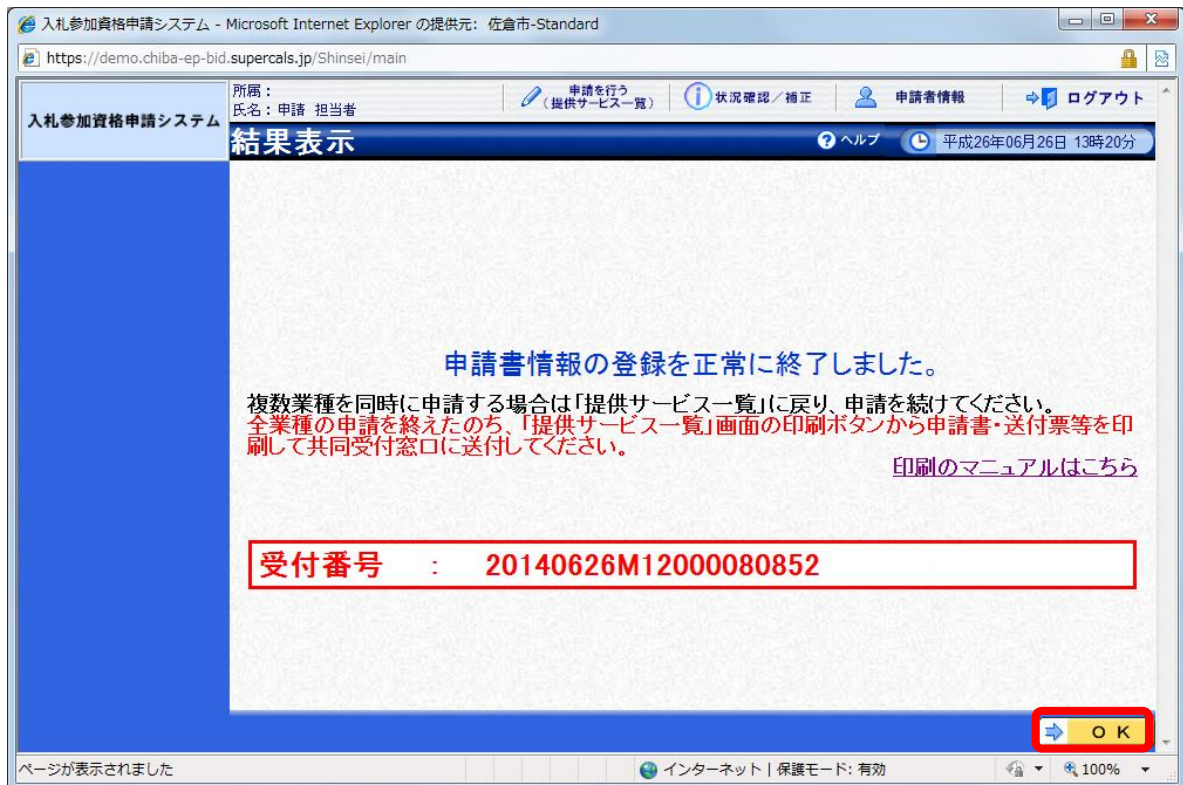 入札参加資格申請システム - Microsoft Internet Explorer の提供元: 佐倉市-Standard
https://demo.chiba-ep-bid.supercals.jp/Shinsei/main
入札参加資格申請システム
所属：
氏名：申請 担当者
申請を行う
（提供サービス一覧）
状況確認／補正
申請者情報
ログアウト
結果表示
ヘルプ
平成26年06月26日 13時20分
申請書情報の登録を正常に終了しました。
複数業種を同時に申請する場合は「提供サービス一覧」に戻り、申請を続けてください。
全業種の申請を終えたのち、「提供サービス一覧」画面の印刷ボタンから申請書・送付票等を印
刷して共同受付窓口に送付してください。
印刷のマニュアルはこちら
受付番号 ： 20140626M12000080852
ＯＫ
ページが表示されました
インターネット | 保護モード: 有効
100%